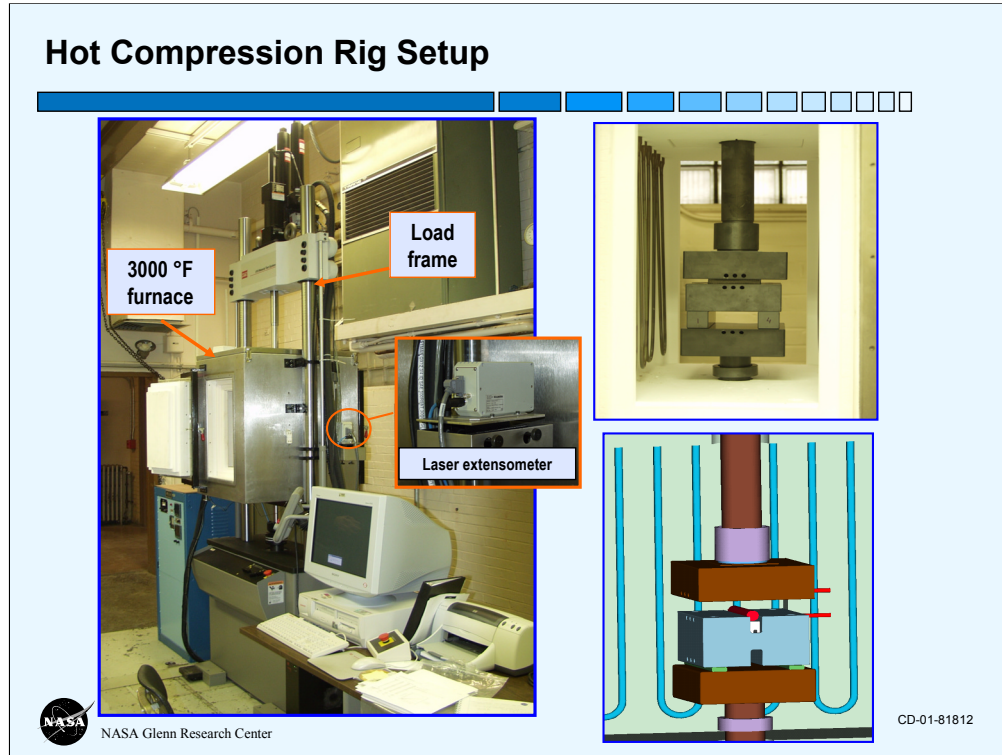 Hot Compression Rig Setup
3000 °F
furnace
Load
frame
Laser extensometer
NASA
NASA Glenn Research Center
CD-01-81812